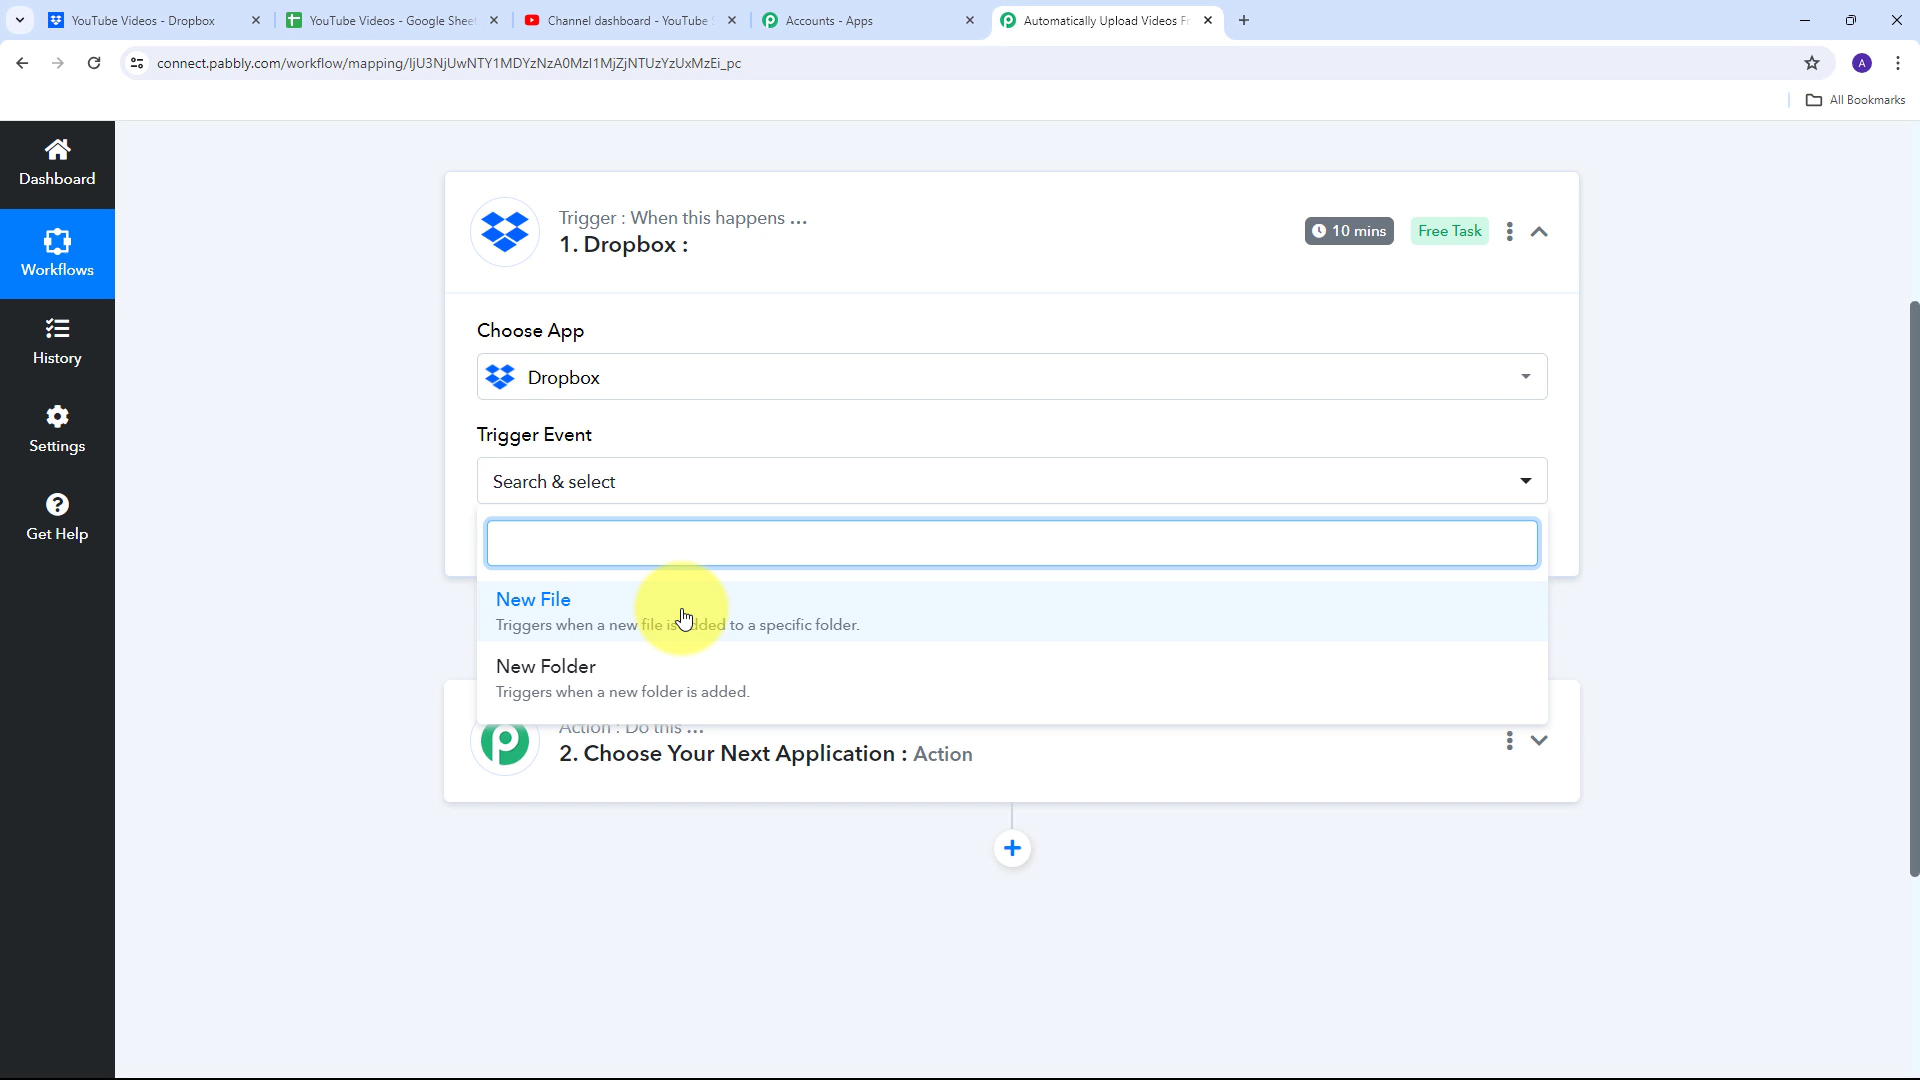 YouTube Videos - Dropbox
YouTube Videos - Google Sheet
Channel dashboard - YouTube S
Accounts - Apps
Automatically Upload Videos Fr
connect.pabbly.com/workflow/mapping/IjU3NjUwNTY1MDYzNzA0MzI1MjZjNTUzYzUxMzEi_pc
A
All Bookmarks
Dashboard
Workflows
History
Settings
Get Help
Trigger : When this happens ...
1. Dropbox :
10 mins
Free Task
Choose App
Dropbox
Trigger Event
Search & select
New File
Triggers when a new file is added to a specific folder.
New Folder
Triggers when a new folder is added.
Action : Do this ...
2. Choose Your Next Application : Action